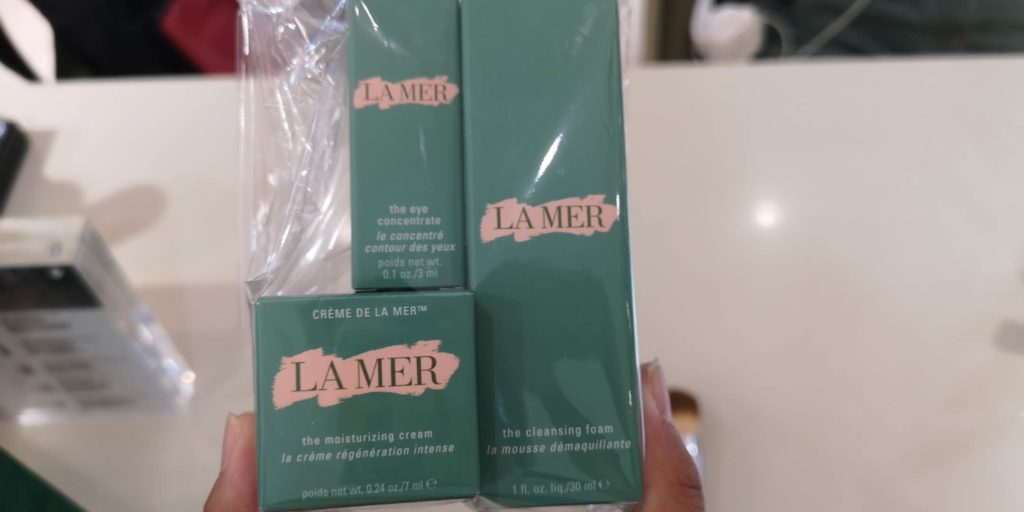 LA MER
the eye
concentrate
le concentré
contour des yeux
poids net wt.
0.1 oz./3 ml
LA MER
the cleansing foam
la mousse démaquillante
1 fl. oz. liq./30 ml ℮
CRÈME DE LA MER™
LA MER
the moisturizing cream
la crème régénération intense
poids net wt. 0.24 oz./7 ml ℮